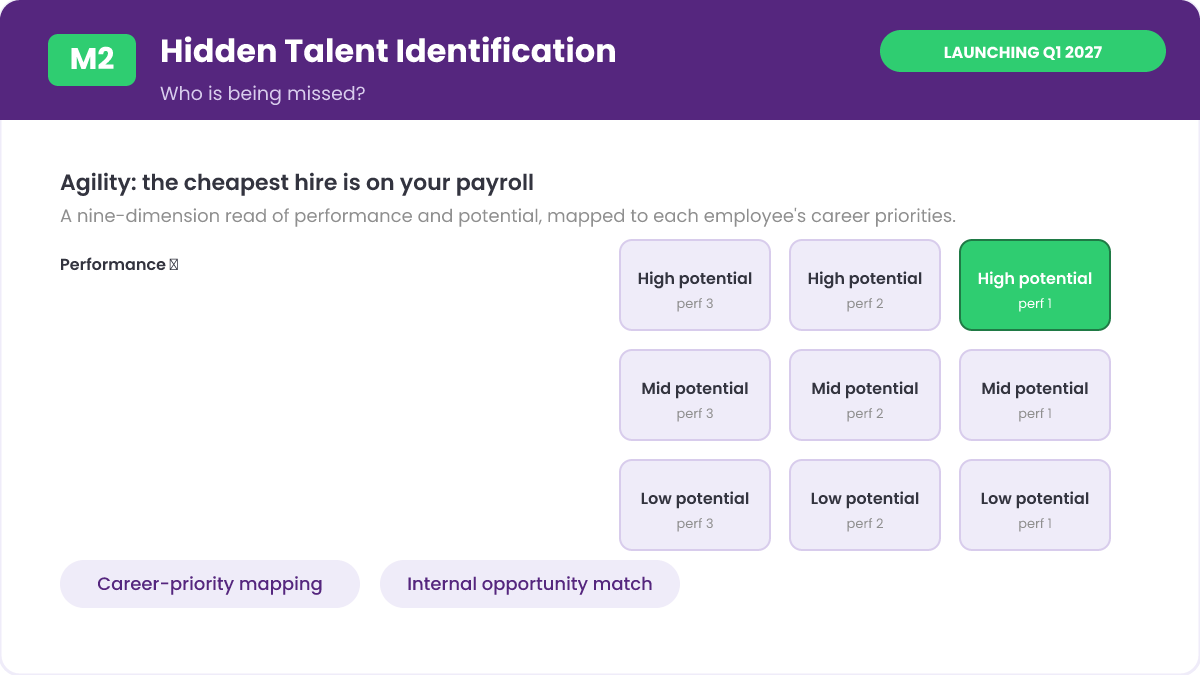 M2
Hidden Talent Identification
Who is being missed?
LAUNCHING Q1 2027
Agility: the cheapest hire is on your payroll
A nine-dimension read of performance and potential, mapped to each employee's career priorities.
Performance
High potential
perf 3
High potential
perf 2
High potential
perf 1
Mid potential
perf 3
Mid potential
perf 2
Mid potential
perf 1
Low potential
perf 3
Low potential
perf 2
Low potential
perf 1
Career-priority mapping
Internal opportunity match